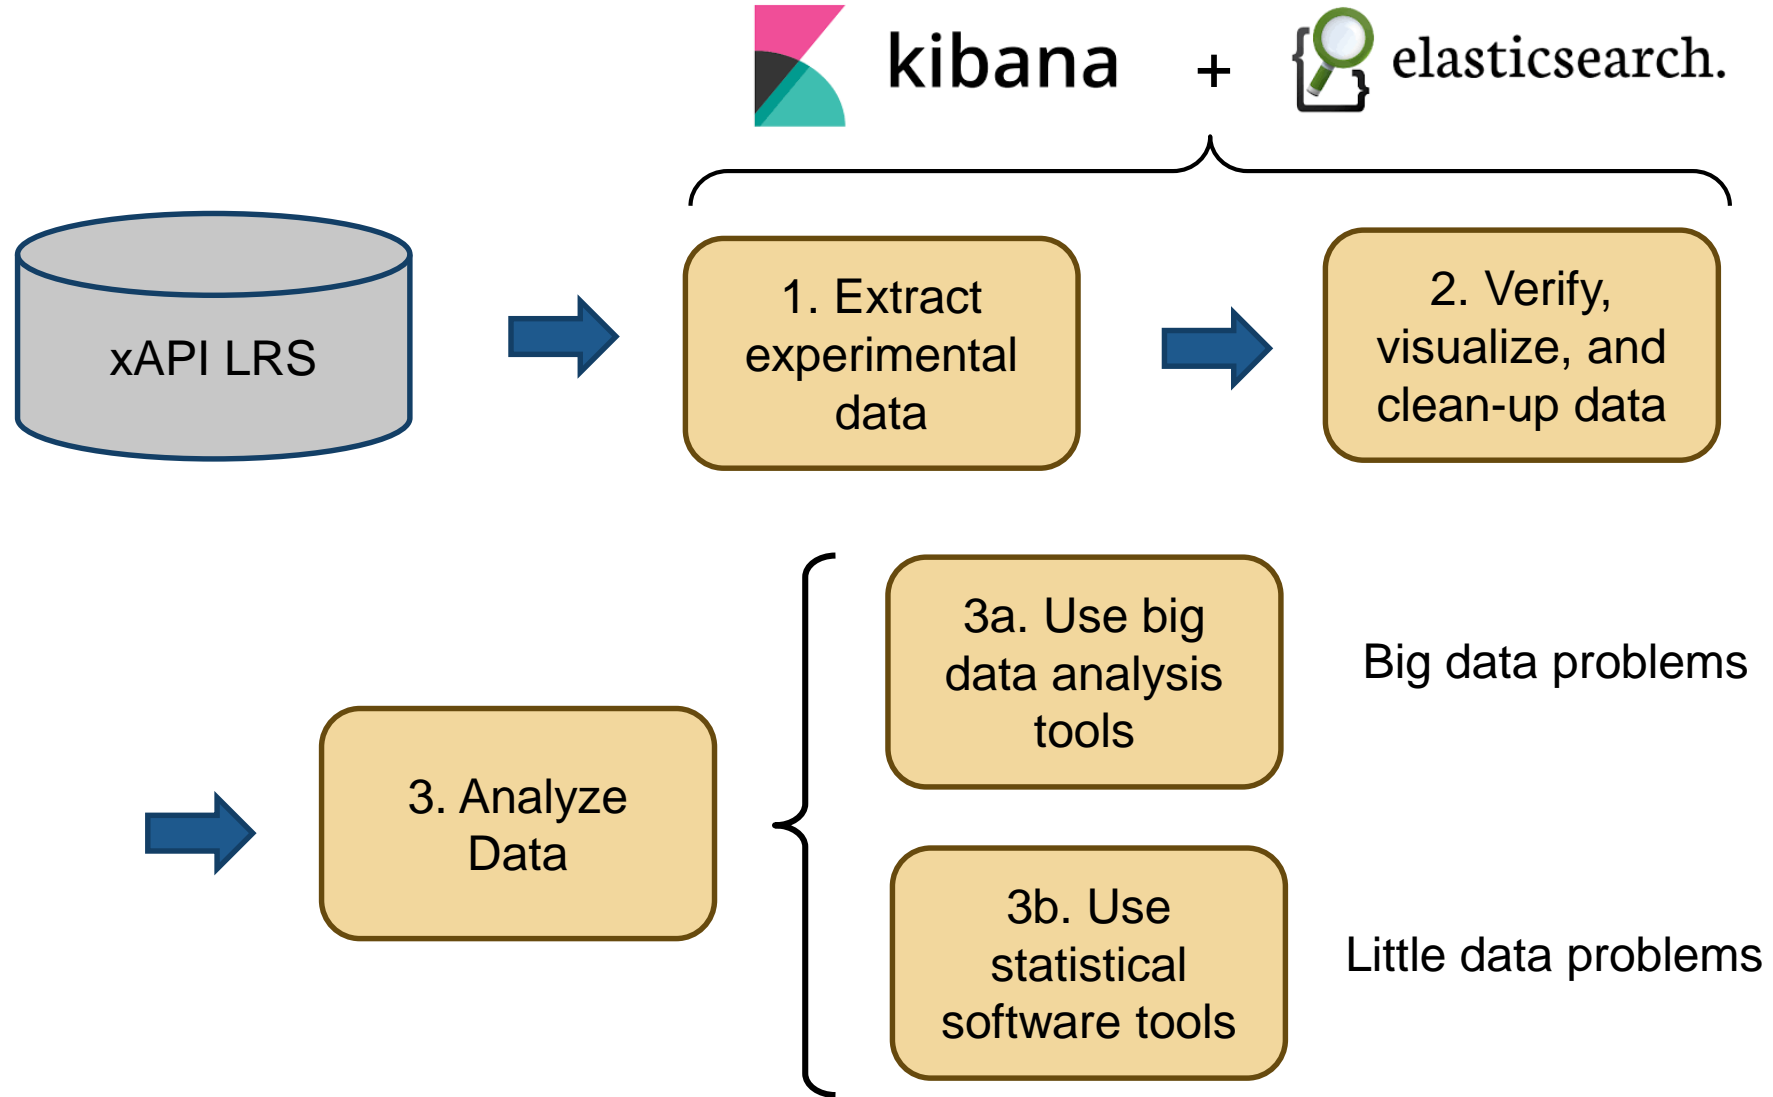 kibana + elasticsearch.
xAPI LRS
1. Extract
experimental
data
2. Verify,
visualize, and
clean-up data
3. Analyze
Data
3a. Use big
data analysis
tools
Big data problems
3b. Use
statistical
software tools
Little data problems